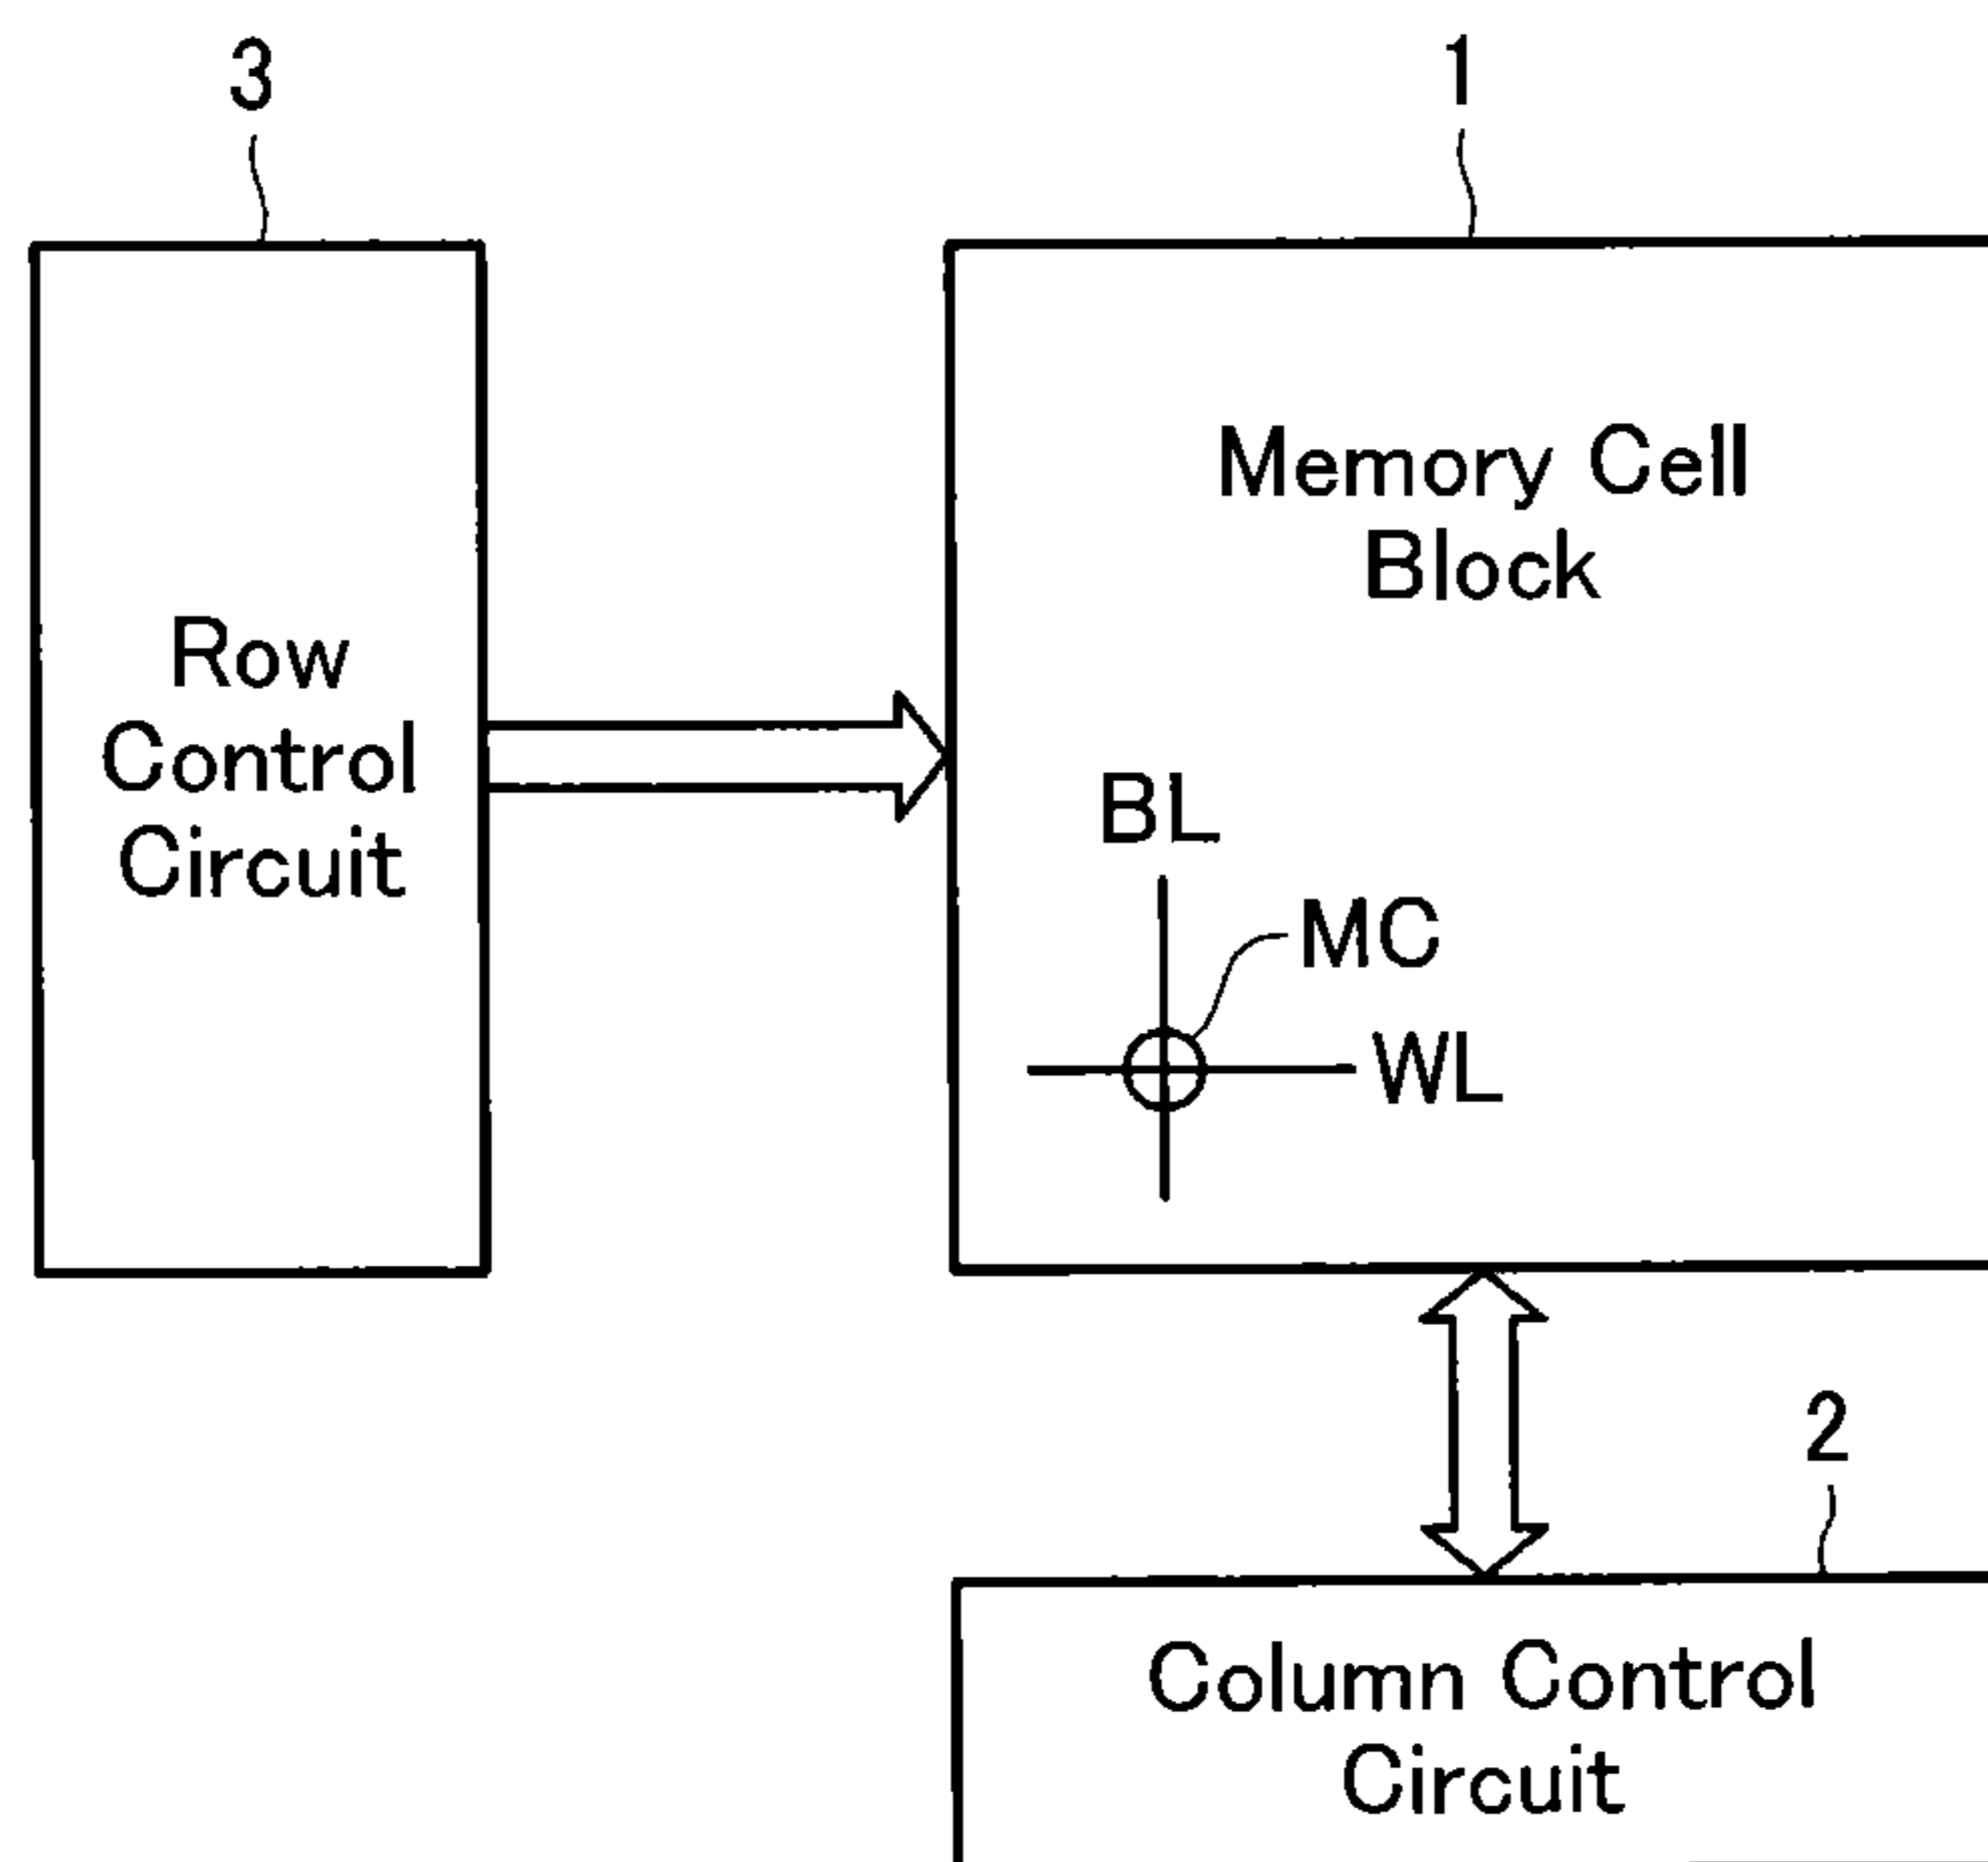 3
1
Memory Cell
Block
Row
Control
Circuit
BL
MC
WL
2
Column Control
Circuit